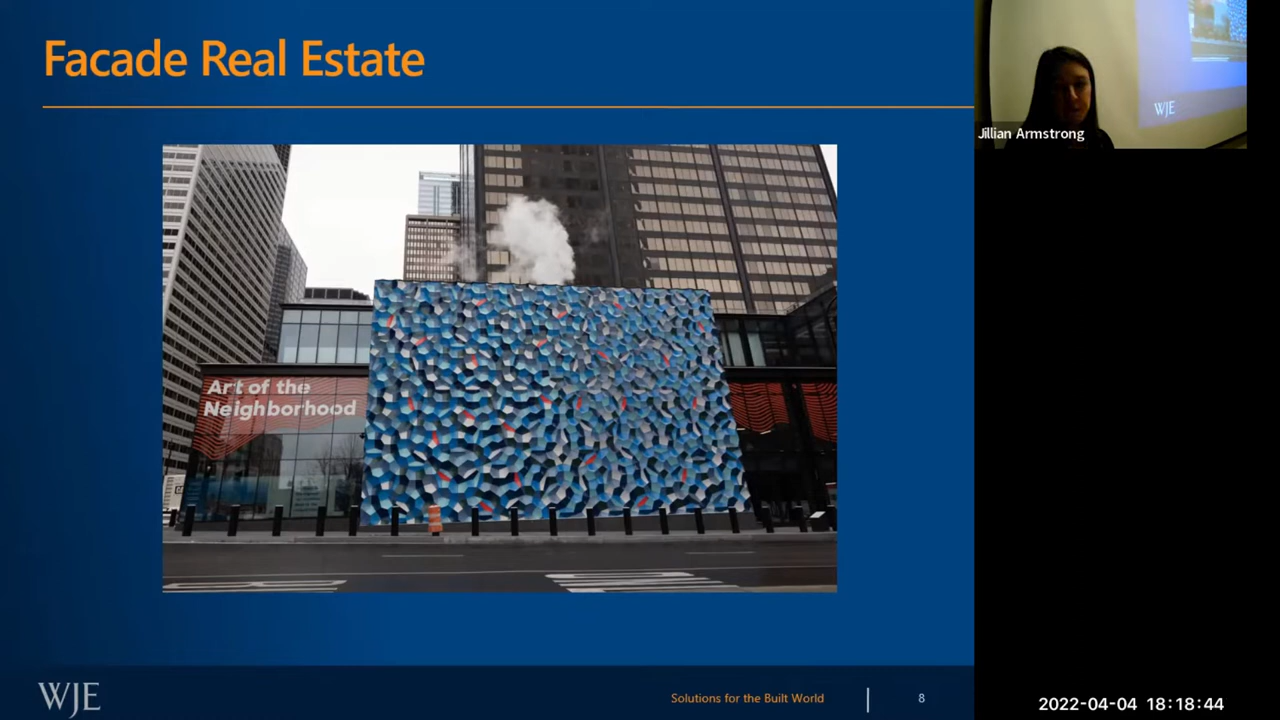 Facade Real Estate
Jillian Armstrong
WJE
Art of the
Neighborhood
WJE
Solutions for the Built World
8
2022-04-04 18:18:44